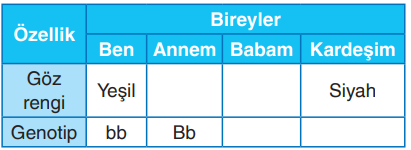 Özellik Bireyler
Ben Annem Babam Kardeşim
Göz rengi Yeşil Siyah
Genotip bb Bb